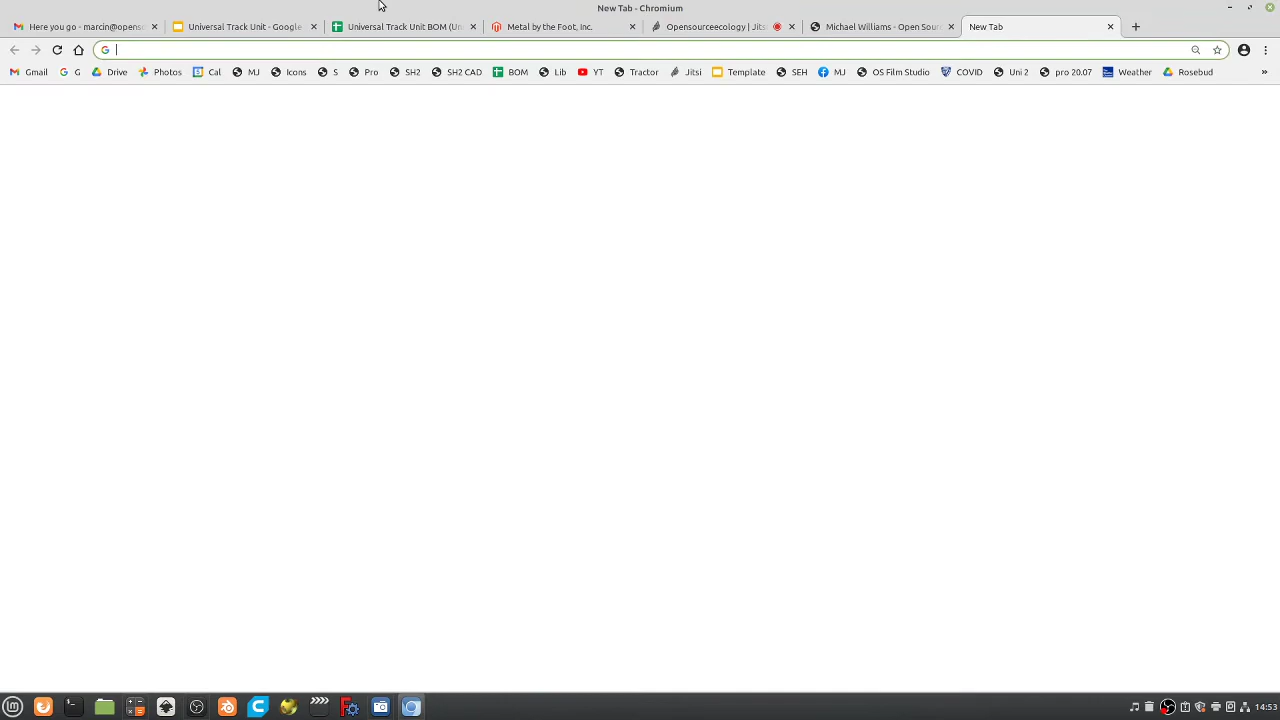 New Tab - Chromium
Here you go - marcin@openso
Universal Track Unit - Google
Universal Track Unit BOM (Un
Metal by the Foot, Inc.
Opensourceecology | Jitsi
Michael Williams - Open Sour
New Tab
Gmail G Drive Photos Cal MJ Icons S Pro SH2 SH2 CAD BOM Lib YT Tractor Jitsi Template SEH MJ OS Film Studio COVID Uni 2 pro 20.07 Weather Rosebud »
14:53